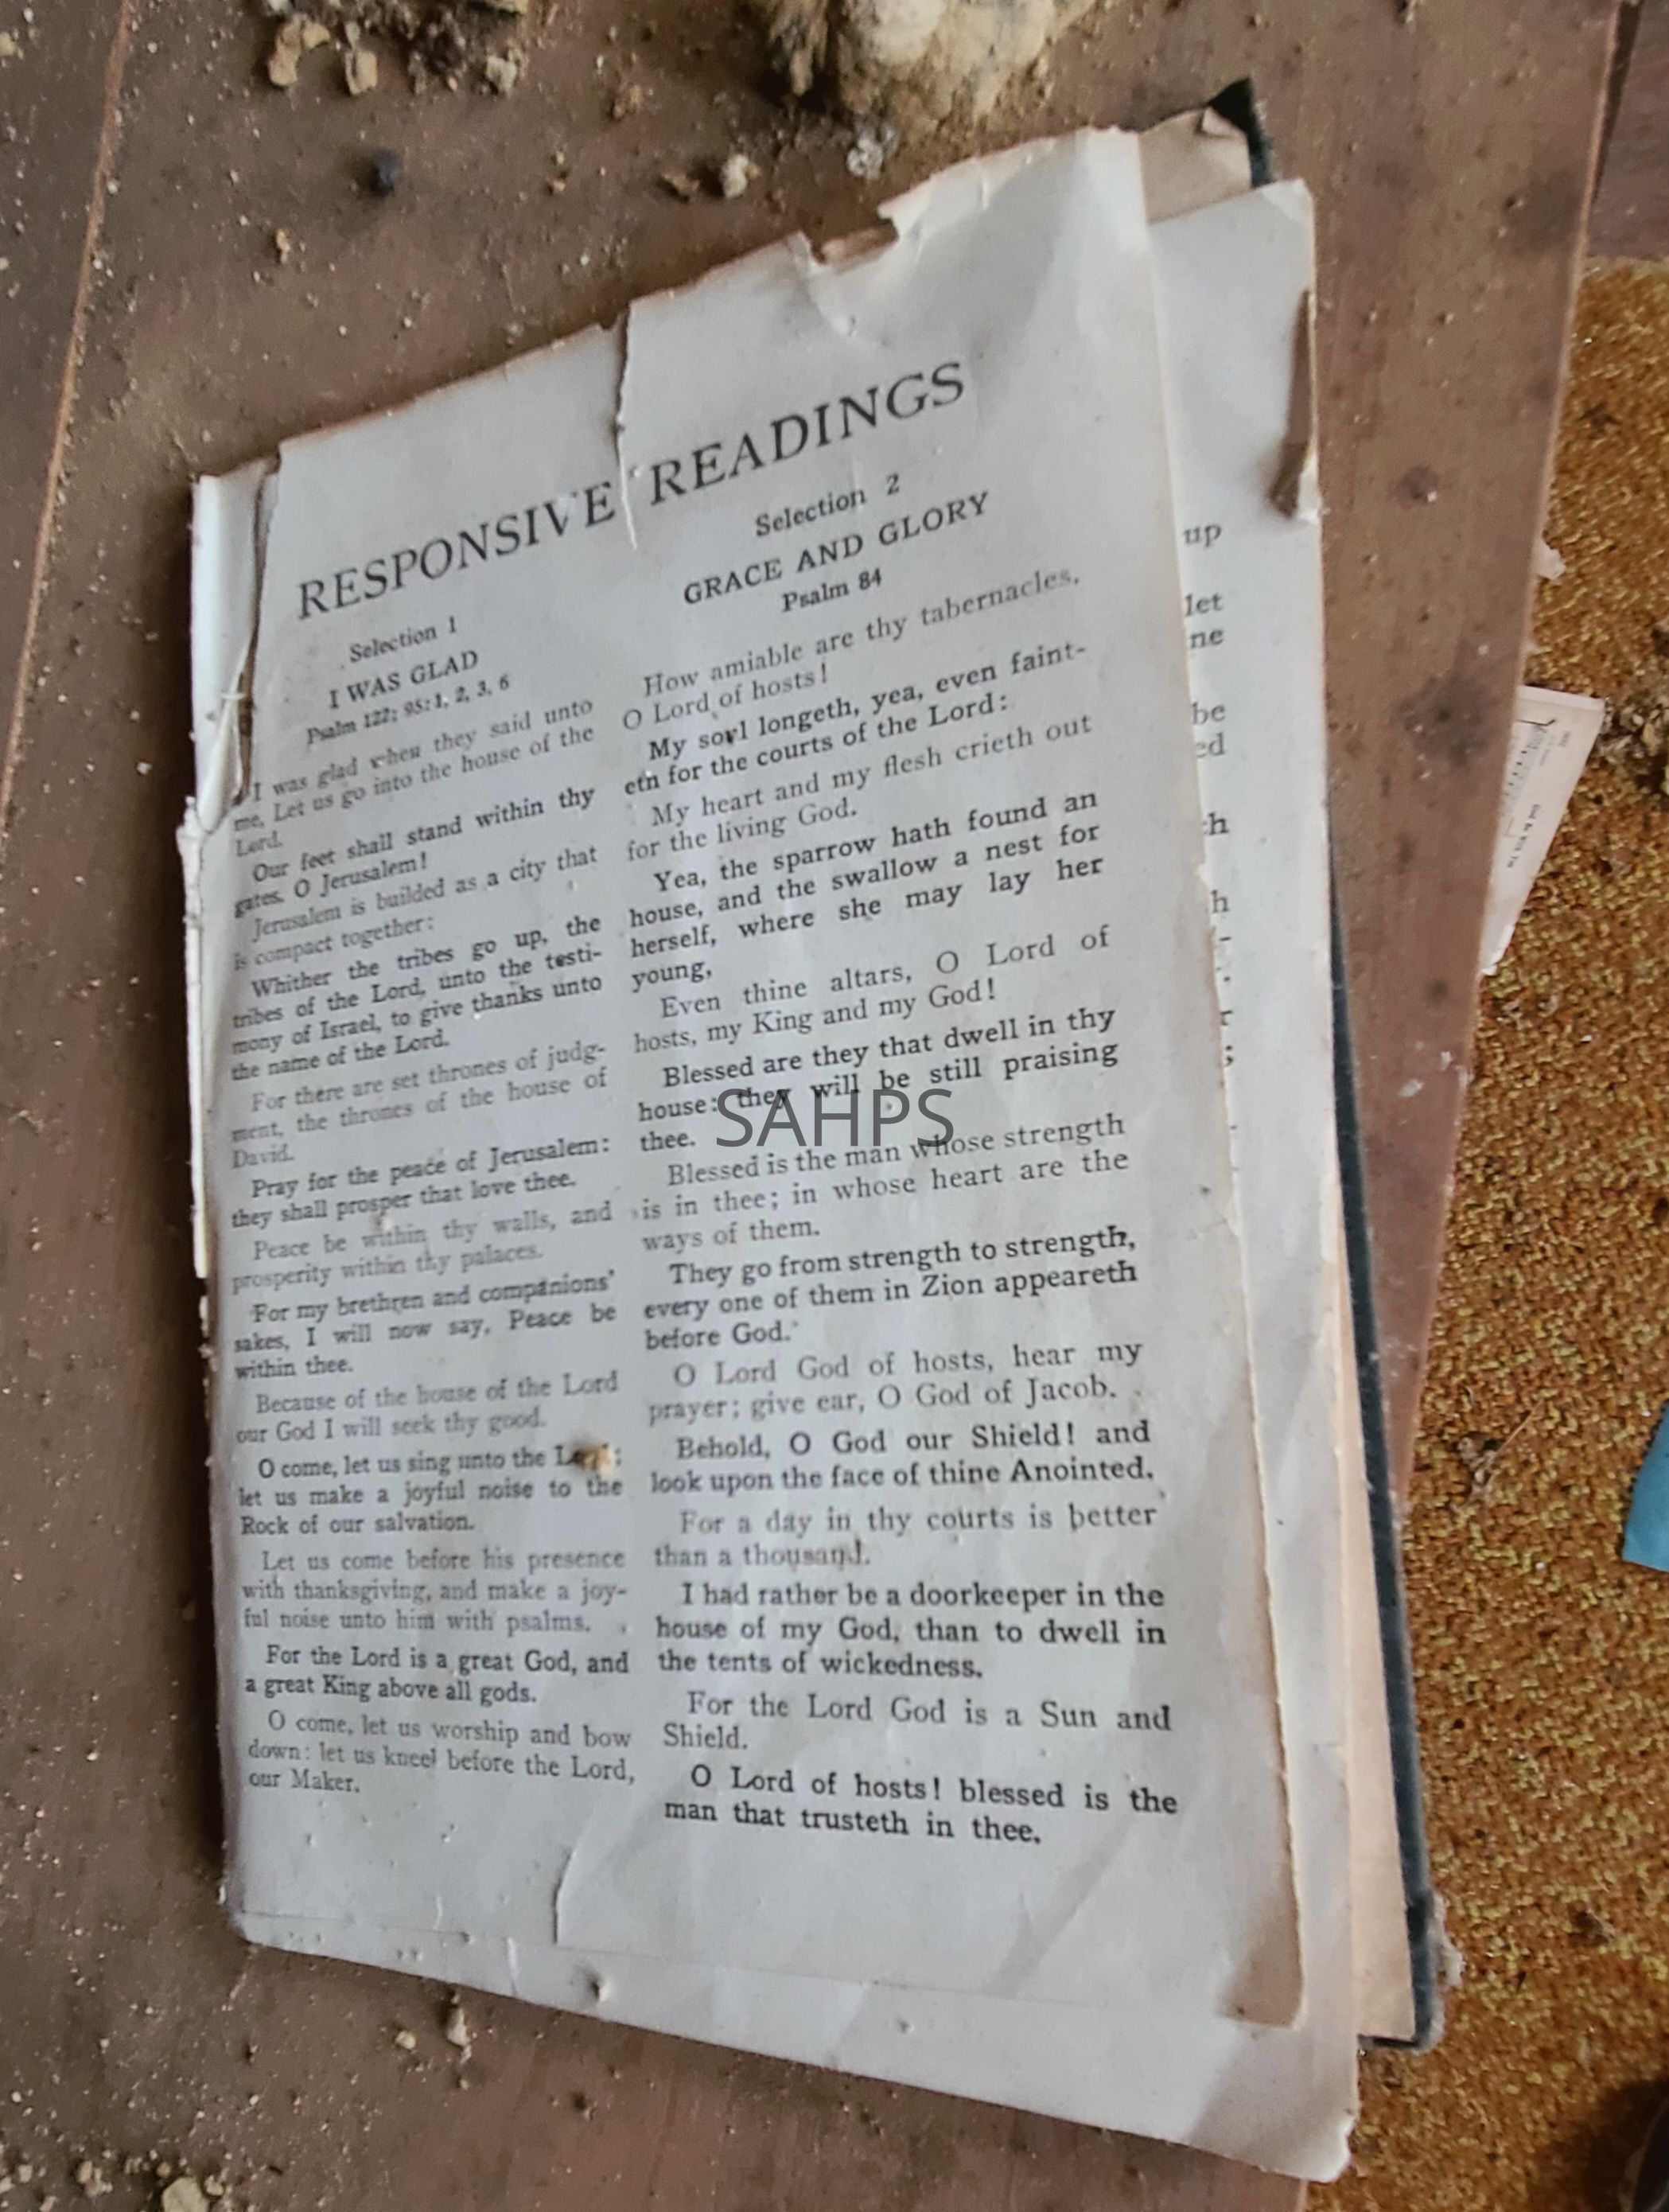 RESPONSIVE READINGS
Selection 1
I WAS GLAD
Psalm 122; 95:1, 2, 3, 6
I was glad when they said unto
me, Let us go into the house of the
Lord.
Our feet shall stand within thy
gates, O Jerusalem!
Jerusalem is builded as a city that
is compact together:
Whither the tribes go up, the
tribes of the Lord, unto the testi-
mony of Israel, to give thanks unto
the name of the Lord.
For there are set thrones of judg-
ment, the thrones of the house of
David.
Pray for the peace of Jerusalem:
they shall prosper that love thee.
Peace be within thy walls, and
prosperity within thy palaces.
For my brethren and companions'
sakes, I will now say, Peace be
within thee.
Because of the house of the Lord
our God I will seek thy good.
O come, let us sing unto the Lord;
let us make a joyful noise to the
Rock of our salvation.
Let us come before his presence
with thanksgiving, and make a joy-
ful noise unto him with psalms.
For the Lord is a great God, and
a great King above all gods.
O come, let us worship and bow
down: let us kneel before the Lord,
our Maker.
Selection 2
GRACE AND GLORY
Psalm 84
How amiable are thy tabernacles,
O Lord of hosts!
My soul longeth, yea, even faint-
eth for the courts of the Lord:
My heart and my flesh crieth out
for the living God.
Yea, the sparrow hath found an
house, and the swallow a nest for
herself, where she may lay her
young,
Even thine altars, O Lord of
hosts, my King and my God!
Blessed are they that dwell in thy
house: they will be still praising
thee.
Blessed is the man whose strength
is in thee; in whose heart are the
ways of them.
They go from strength to strength,
every one of them in Zion appeareth
before God.
O Lord God of hosts, hear my
prayer; give ear, O God of Jacob.
Behold, O God our Shield! and
look upon the face of thine Anointed.
For a day in thy courts is better
than a thousand.
I had rather be a doorkeeper in the
house of my God, than to dwell in
the tents of wickedness.
For the Lord God is a Sun and
Shield.
O Lord of hosts! blessed is the
man that trusteth in thee.
up
let
ne
be
ed
h
SAHPS